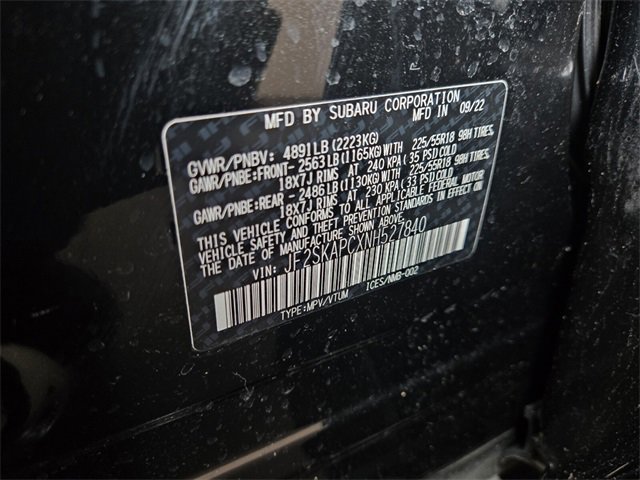 MFD BY SUBARU CORPORATION
MFD IN 09/22
GVWR/PNBV: 4891LB(2223KG)
GAWR/PNBE:FRONT- 2563LB(1165KG)WITH 225/55R18 98H TIRES,
18X7J RIMS AT 240 KPA(35 PSI)COLD
GAWR/PNBE:REAR - 2486LB(1130KG)WITH 225/55R18 98H TIRES,
18X7J RIMS AT 230 KPA(33 PSI)COLD
THIS VEHICLE CONFORMS TO ALL APPLICABLE FEDERAL MOTOR
VEHICLE SAFETY AND THEFT PREVENTION STANDARDS IN EFFECT
ON THE DATE OF MANUFACTURE SHOWN ABOVE.
VIN: JF2SKAPCXNH527840
TYPE:MPV/VTUM ICES/NMB-002